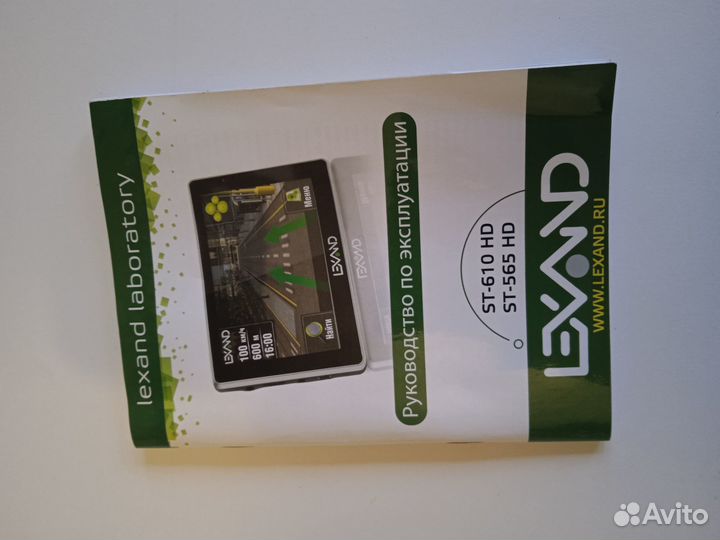 lexand laboratory
LEXAND
100 км/ч
600 м
16:00
Найти
Меню
LEXAND
LEXAND
Руководство по эксплуатации
ST-610 HD
ST-565 HD
LEXAND
WWW.LEXAND.RU
Avito